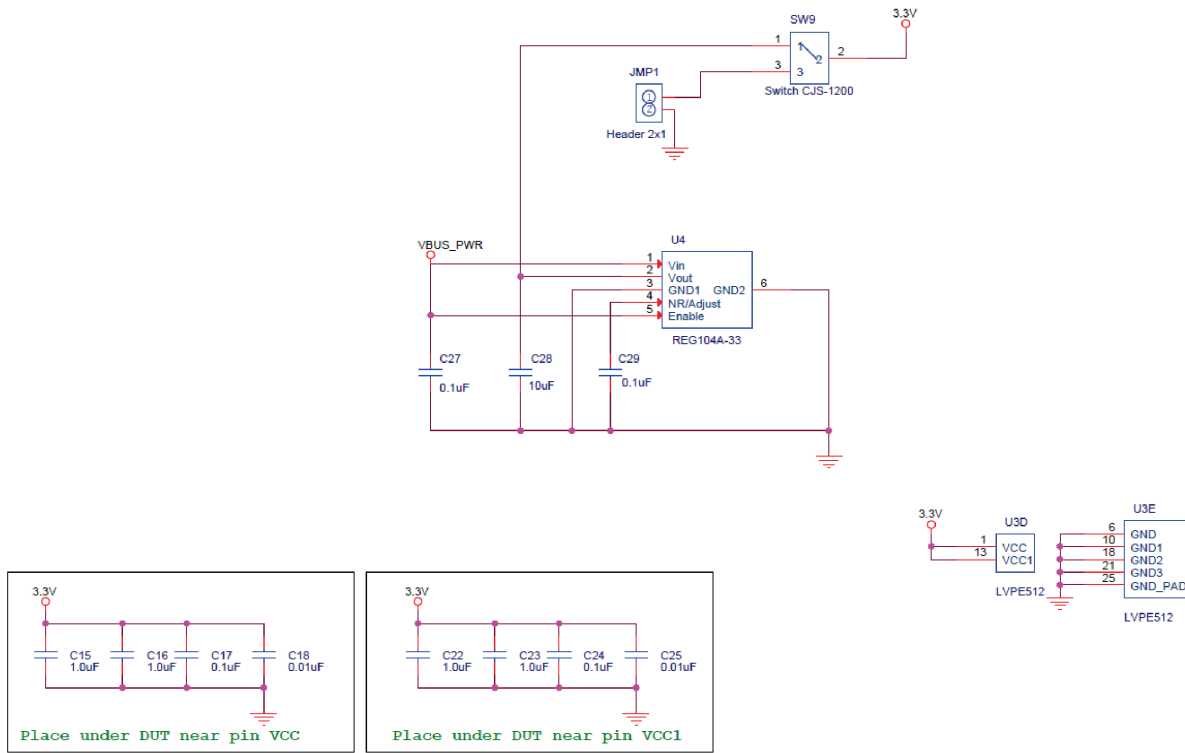 SW9
3.3V
1
1
2
2
3
3
Switch CJS-1200
JMP1
1
2
Header 2x1
U4
VBUS_PWR
1
Vin
2
Vout
3
GND1
GND2
6
4
NR/Adjust
5
Enable
REG104A-33
C27
0.1uF
C28
10uF
C29
0.1uF
3.3V
U3D
1
VCC
13
VCC1
LVPE512
U3E
6
GND
10
GND1
18
GND2
21
GND3
25
GND_PAD
LVPE512
3.3V
C15
1.0uF
C16
1.0uF
C17
0.1uF
C18
0.01uF
Place under DUT near pin VCC
3.3V
C22
1.0uF
C23
1.0uF
C24
0.1uF
C25
0.01uF
Place under DUT near pin VCC1